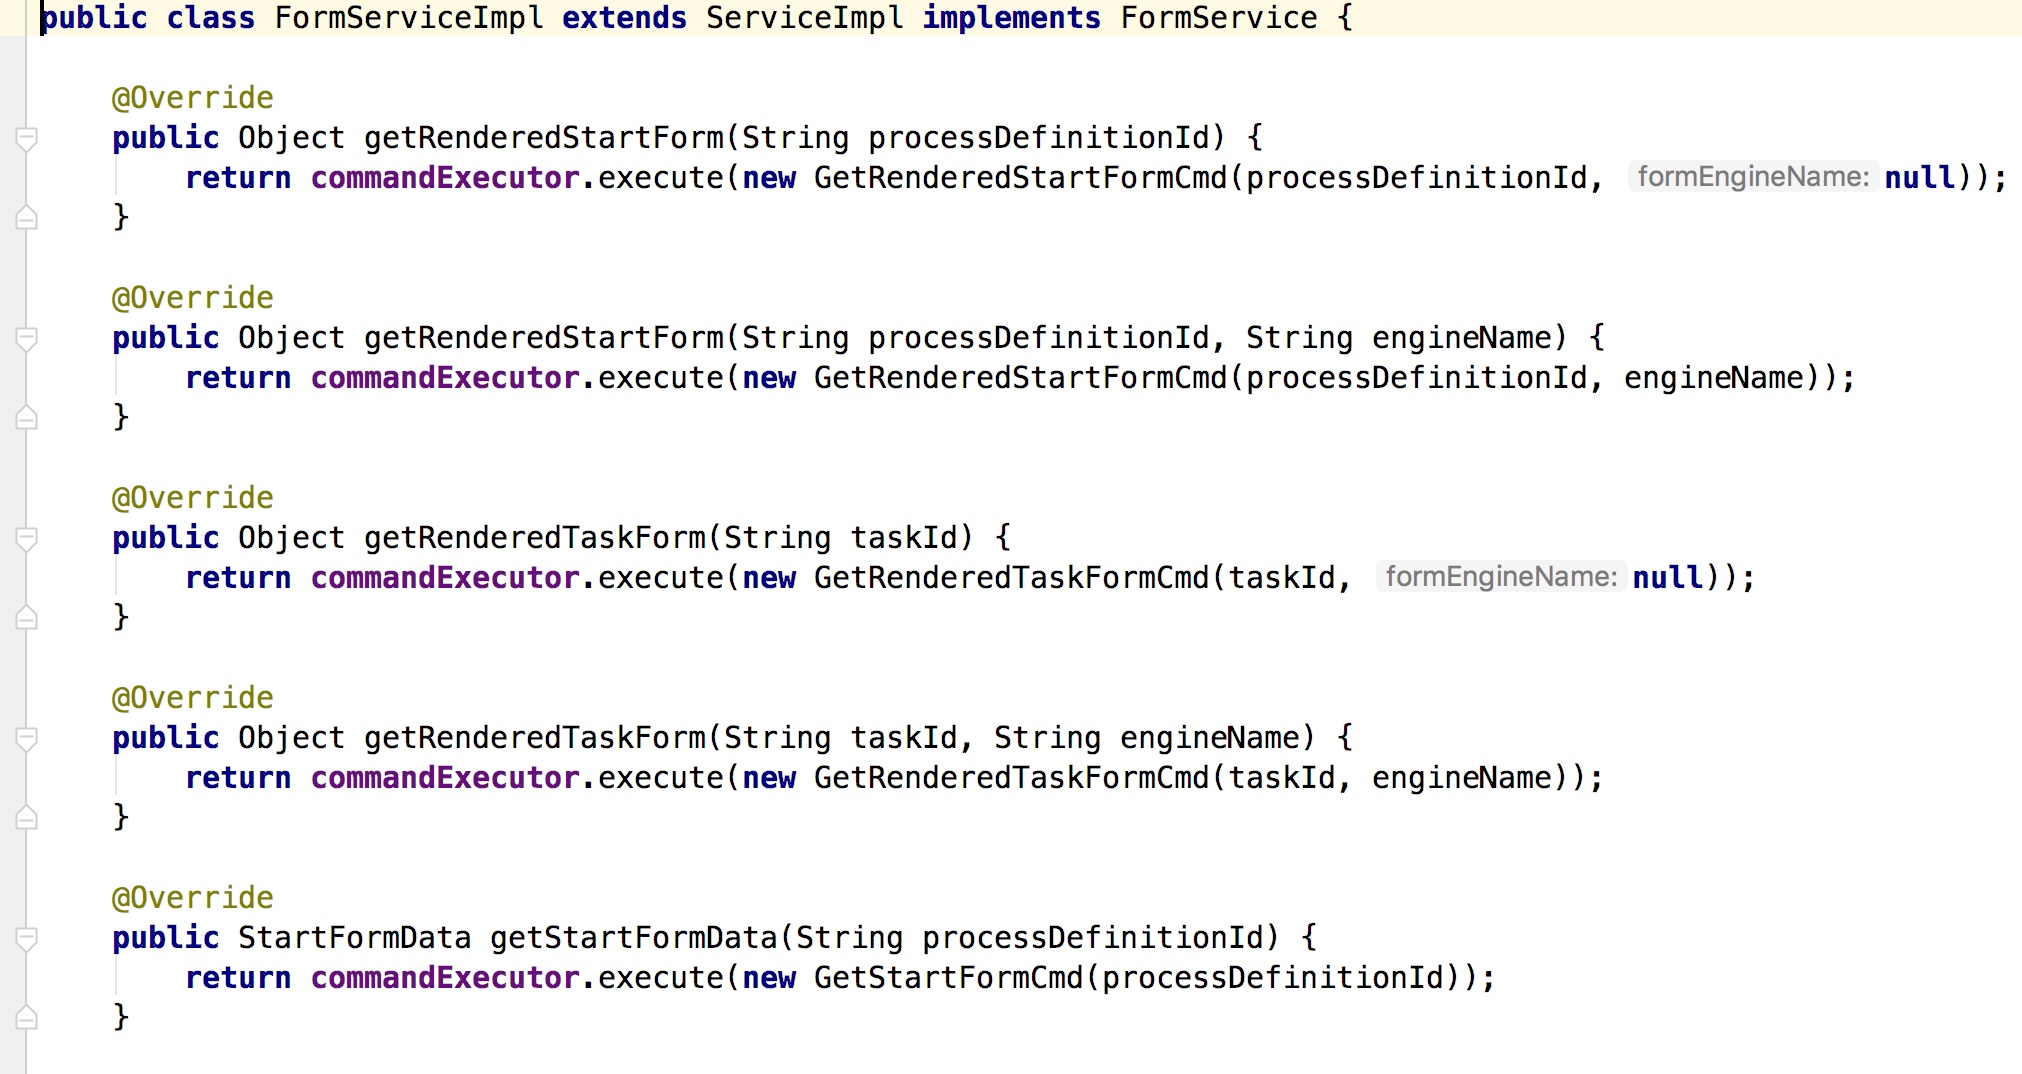 public class FormServiceImpl extends ServiceImpl implements FormService {
@Override
public Object getRenderedStartForm(String processDefinitionId) {
return commandExecutor.execute(new GetRenderedStartFormCmd(processDefinitionId, formEngineName: null));
}
@Override
public Object getRenderedStartForm(String processDefinitionId, String engineName) {
return commandExecutor.execute(new GetRenderedStartFormCmd(processDefinitionId, engineName));
}
@Override
public Object getRenderedTaskForm(String taskId) {
return commandExecutor.execute(new GetRenderedTaskFormCmd(taskId, formEngineName: null));
}
@Override
public Object getRenderedTaskForm(String taskId, String engineName) {
return commandExecutor.execute(new GetRenderedTaskFormCmd(taskId, engineName));
}
@Override
public StartFormData getStartFormData(String processDefinitionId) {
return commandExecutor.execute(new GetStartFormCmd(processDefinitionId));
}